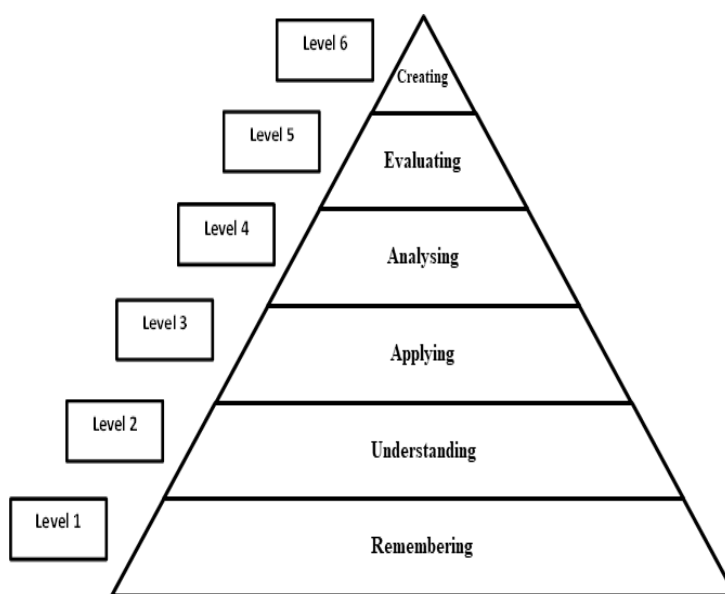 Level 6
Creating
Level 5
Evaluating
Level 4
Analysing
Level 3
Applying
Level 2
Understanding
Level 1
Remembering